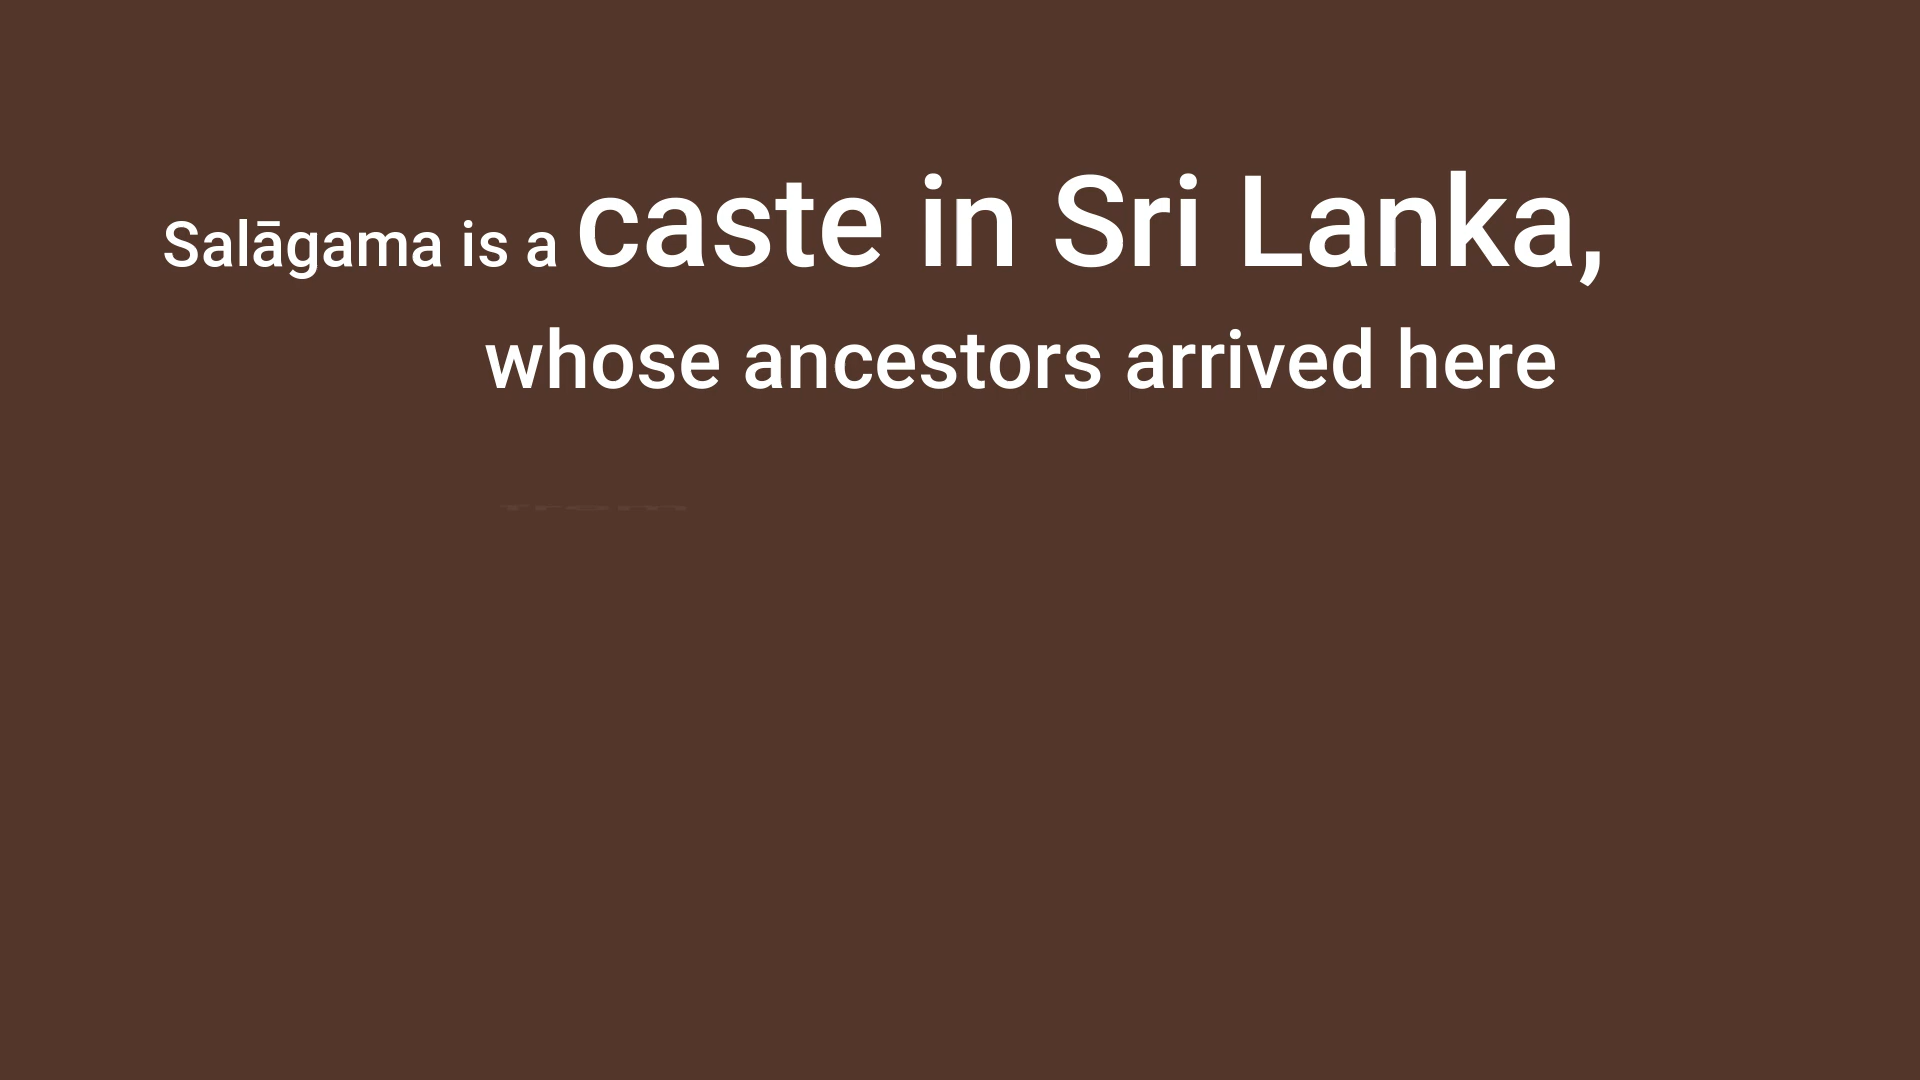 Salāgama is a caste in Sri Lanka,
whose ancestors arrived here